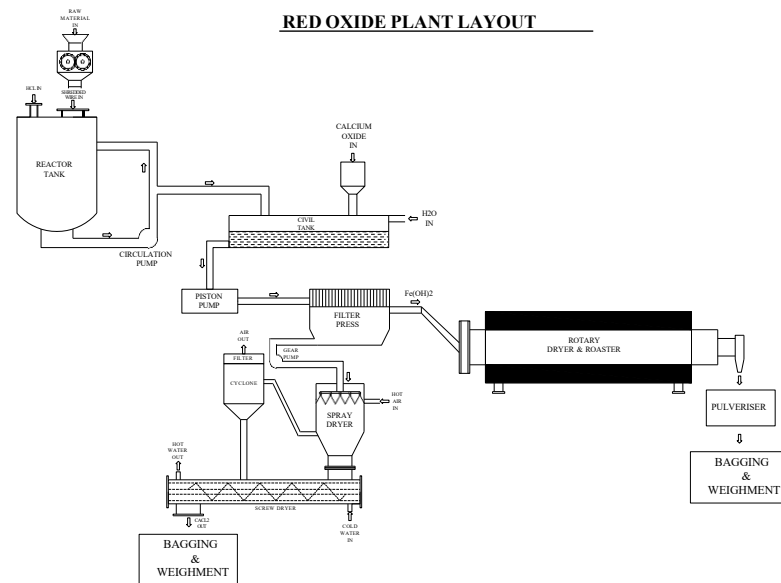 RED OXIDE PLANT LAYOUT
RAW
MATERIAL
IN
HCL IN
SHREDDED
WIRE IN
REACTOR
TANK
CIRCULATION
PUMP
CALCIUM
OXIDE
IN
CIVIL
TANK
H2O
IN
PISTON
PUMP
FILTER
PRESS
Fe(OH)2
ROTARY
DRYER & ROASTER
PULVERISER
BAGGING
&
WEIGHMENT
AIR
OUT
FILTER
CYCLONE
GEAR
PUMP
SPRAY
DRYER
HOT
AIR
IN
HOT
WATER
OUT
SCREW DRYER
CACL2
OUT
COLD
WATER
IN
BAGGING
&
WEIGHMENT